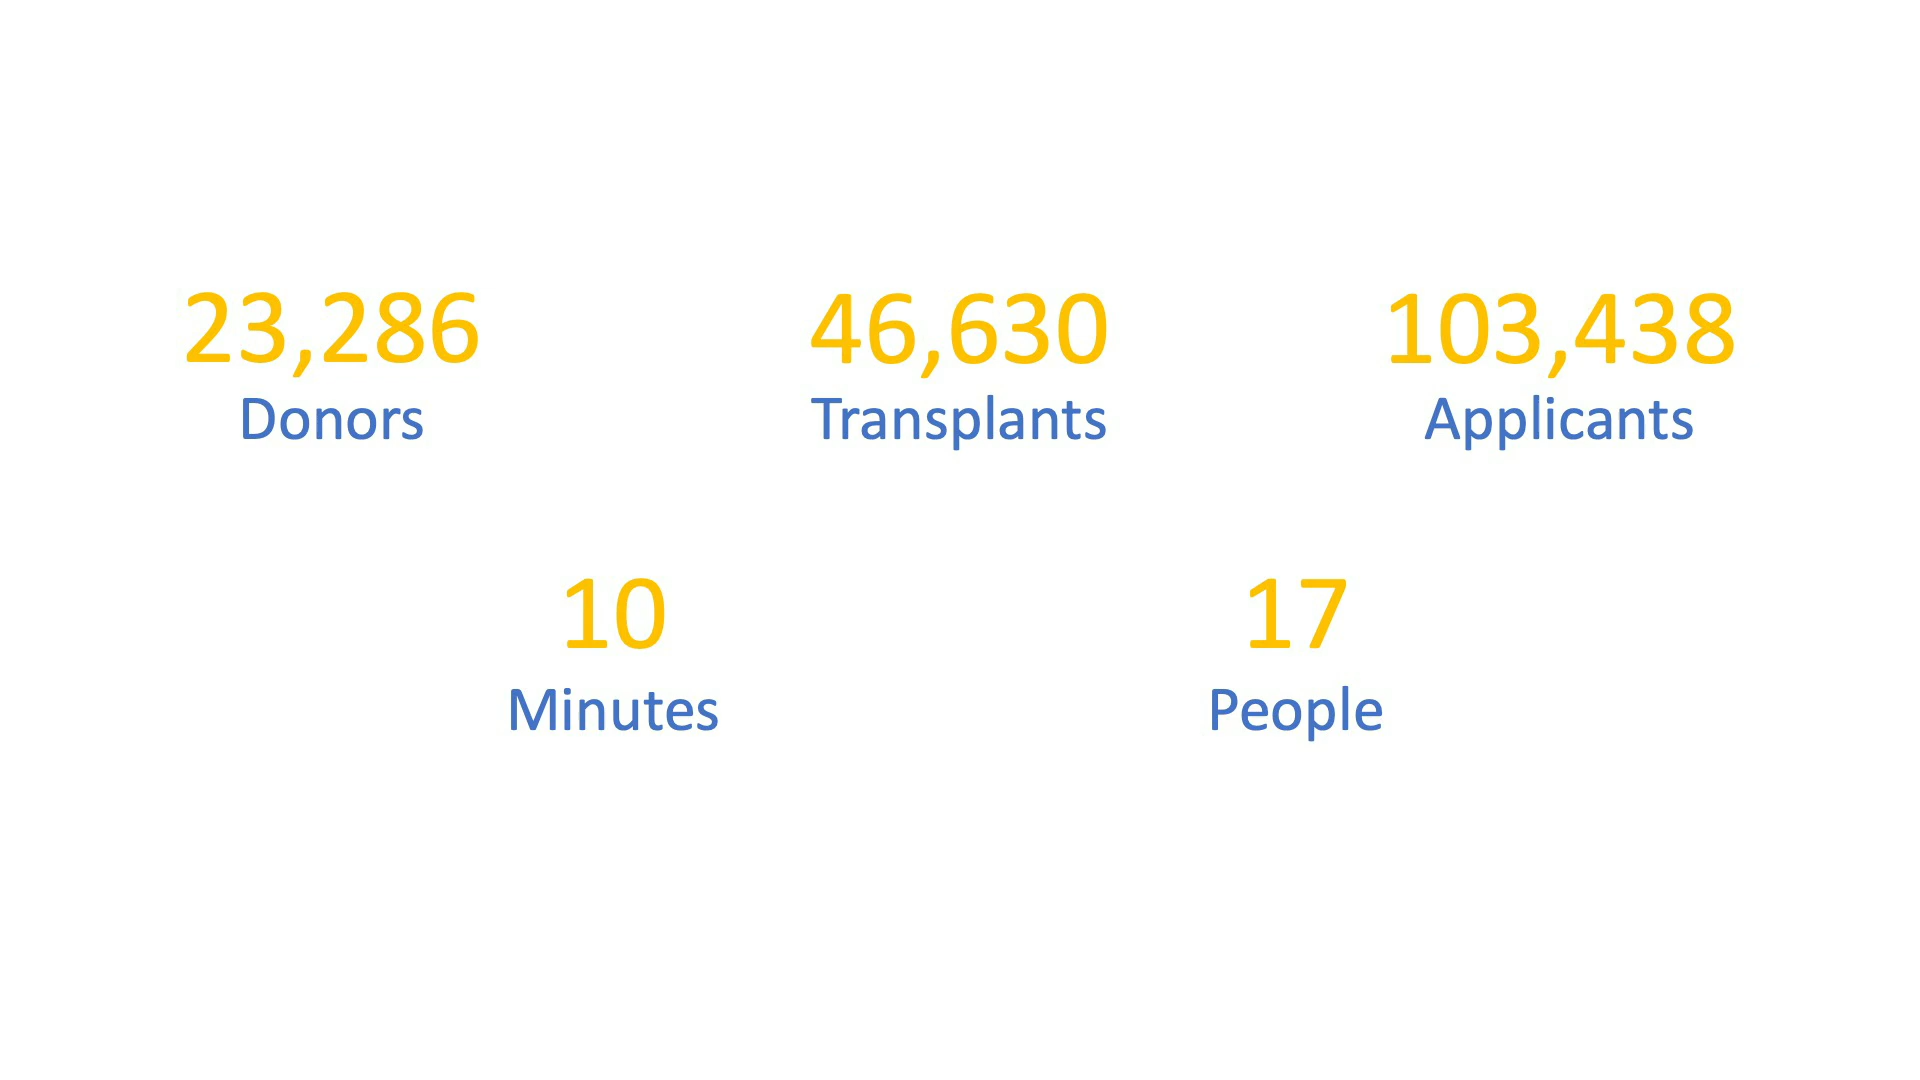 23,286
Donors
46,630
Transplants
103,438
Applicants
10
Minutes
17
People